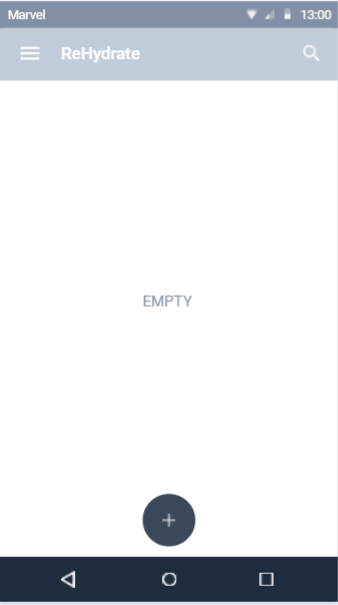 Marvel 13:00
ReHydrate
EMPTY
+